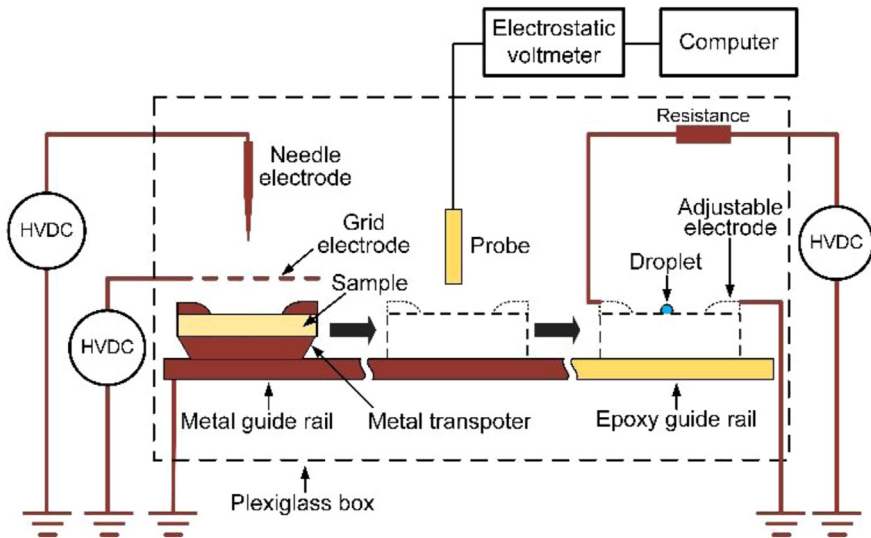 Electrostatic
voltmeter
Computer
Resistance
Needle
electrode
HVDC
Grid
electrode
Probe
Adjustable
electrode
HVDC
Droplet
Sample
HVDC
Metal guide rail
Metal transpoter
Epoxy guide rail
Plexiglass box